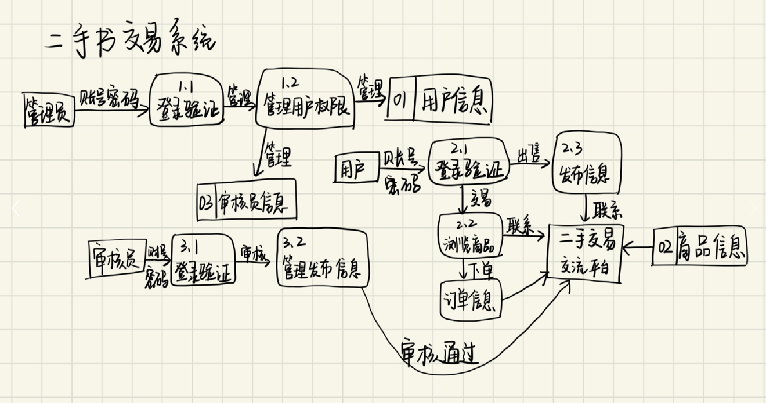 二手书交易系统
管理员
账号密码
1.1
登录验证
管理
1.2
管理用户权限
管理
01
用户信息
管理
03
审核员信息
用户
账号
密码
2.1
登录验证
出售
2.3
发布信息
交易
联系
2.2
浏览商品
联系
二手交易
交流平台
02
商品信息
下单
订单信息
审核员
账号
密码
3.1
登录验证
审核
3.2
管理发布信息
审核通过